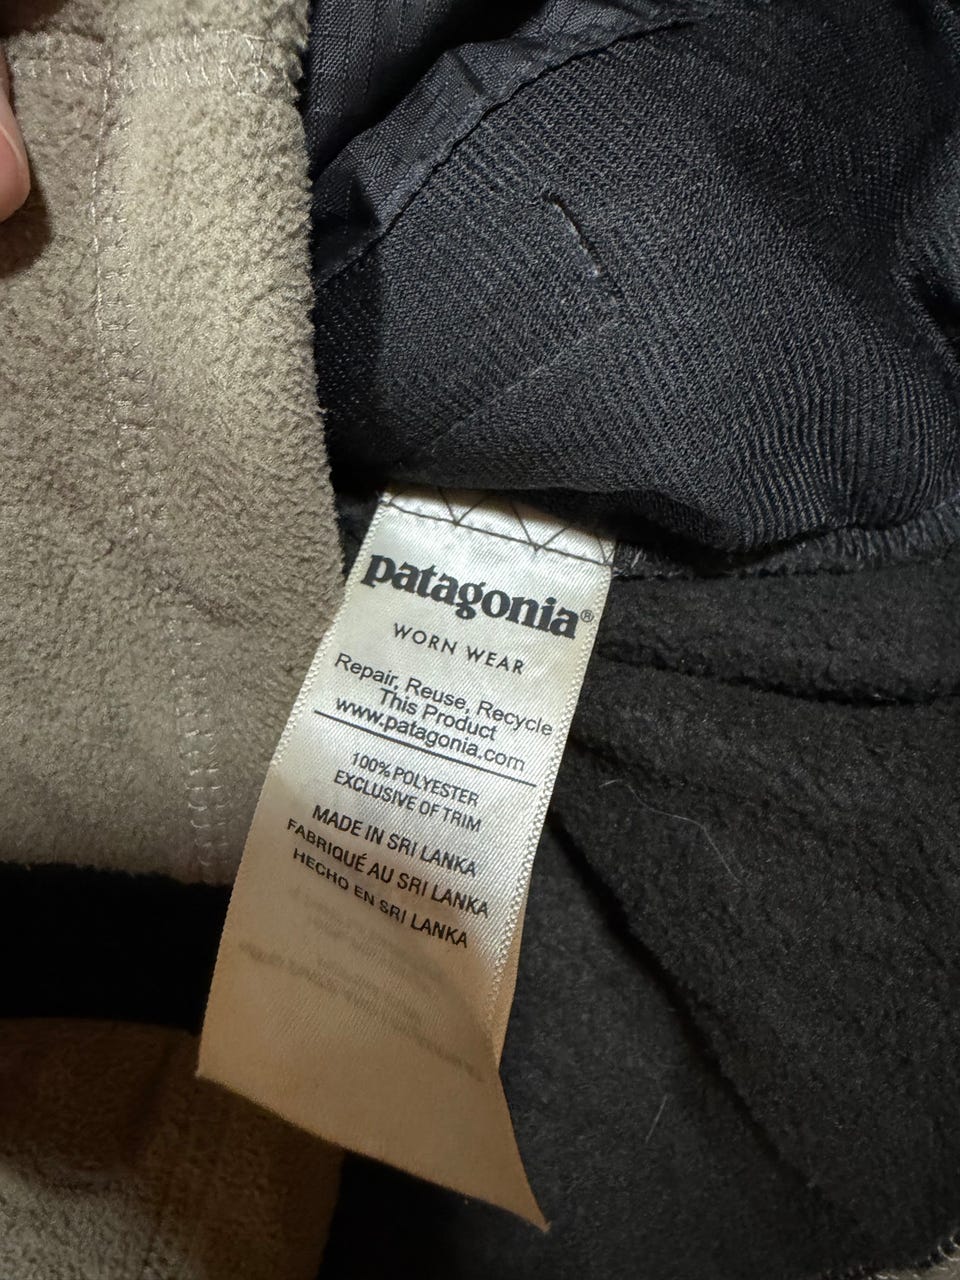 patagonia®
WORN WEAR
Repair, Reuse, Recycle
This Product
www.patagonia.com
100% POLYESTER
EXCLUSIVE OF TRIM
MADE IN SRI LANKA
FABRIQUÉ AU SRI LANKA
HECHO EN SRI LANKA